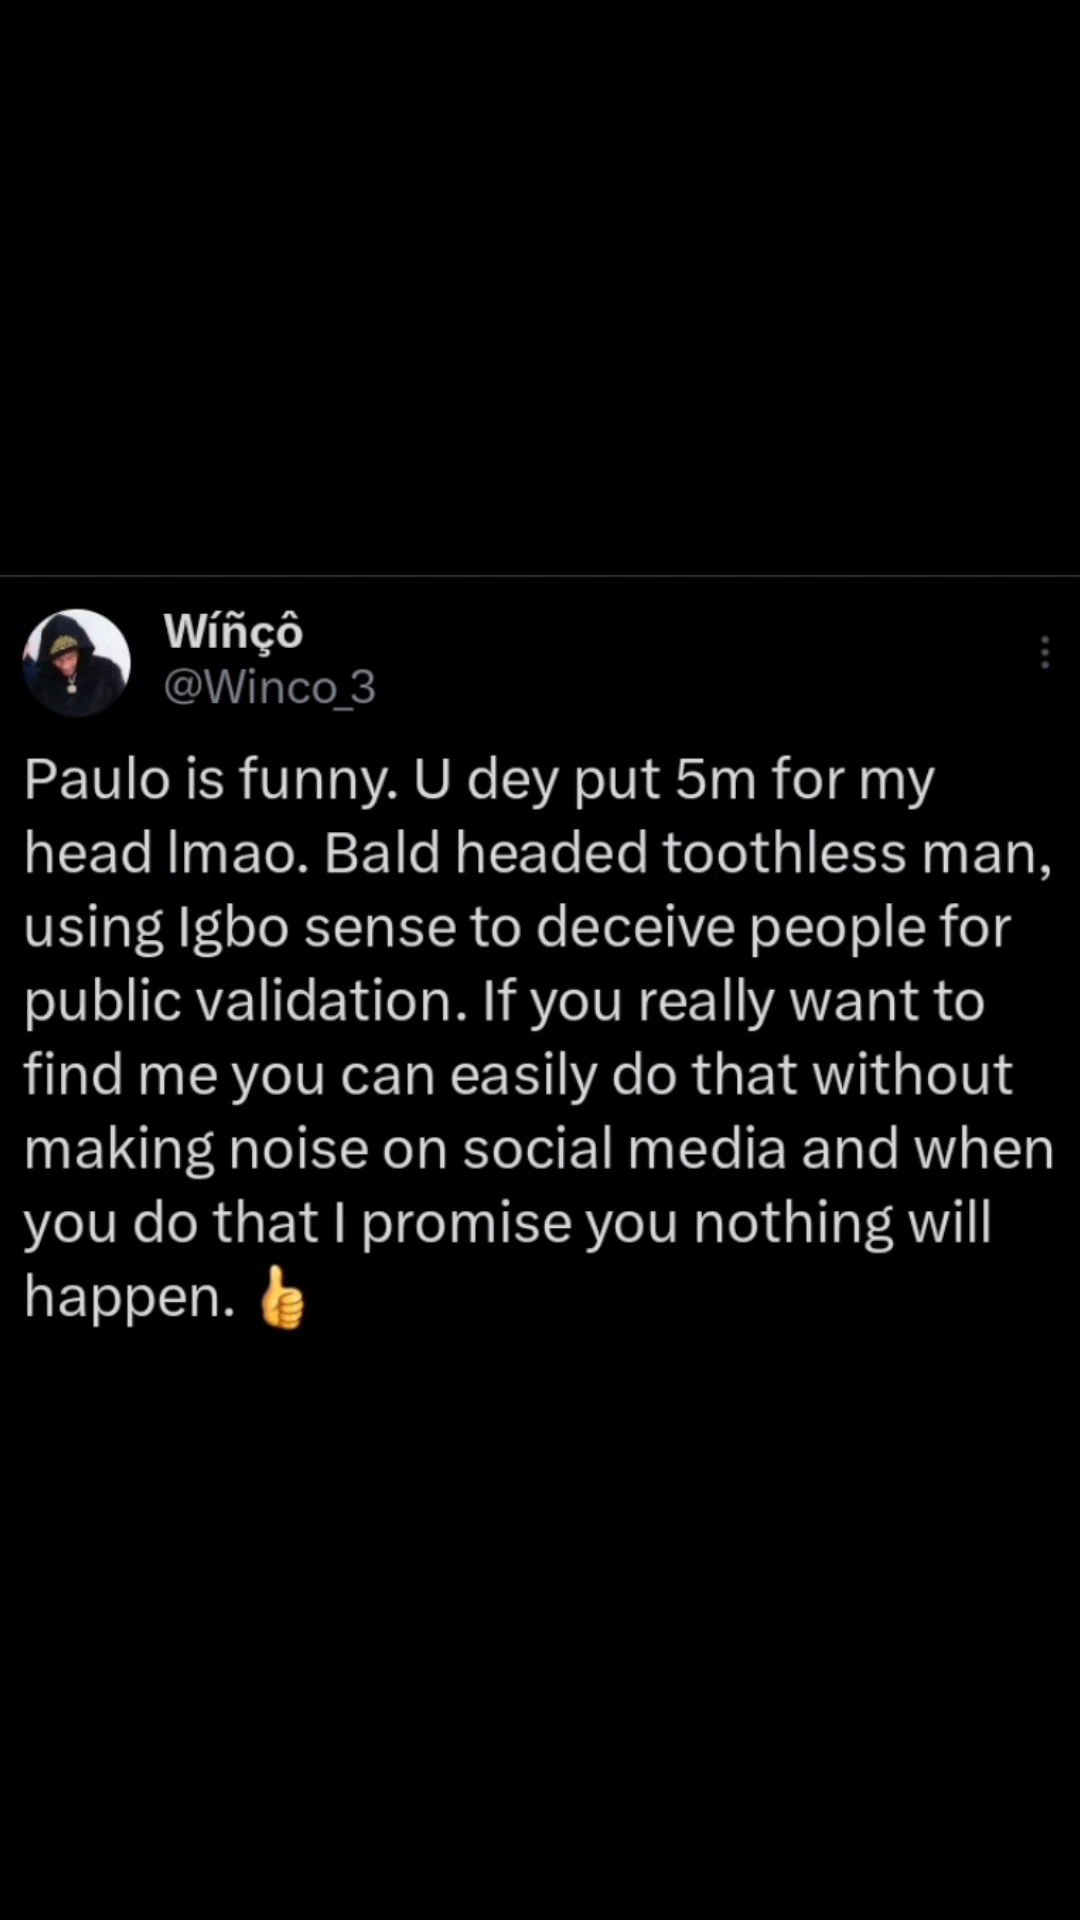 Wíñçô
@Winco_3
Paulo is funny. U dey put 5m for my
head lmao. Bald headed toothless man,
using Igbo sense to deceive people for
public validation. If you really want to
find me you can easily do that without
making noise on social media and when
you do that I promise you nothing will
happen. 👍